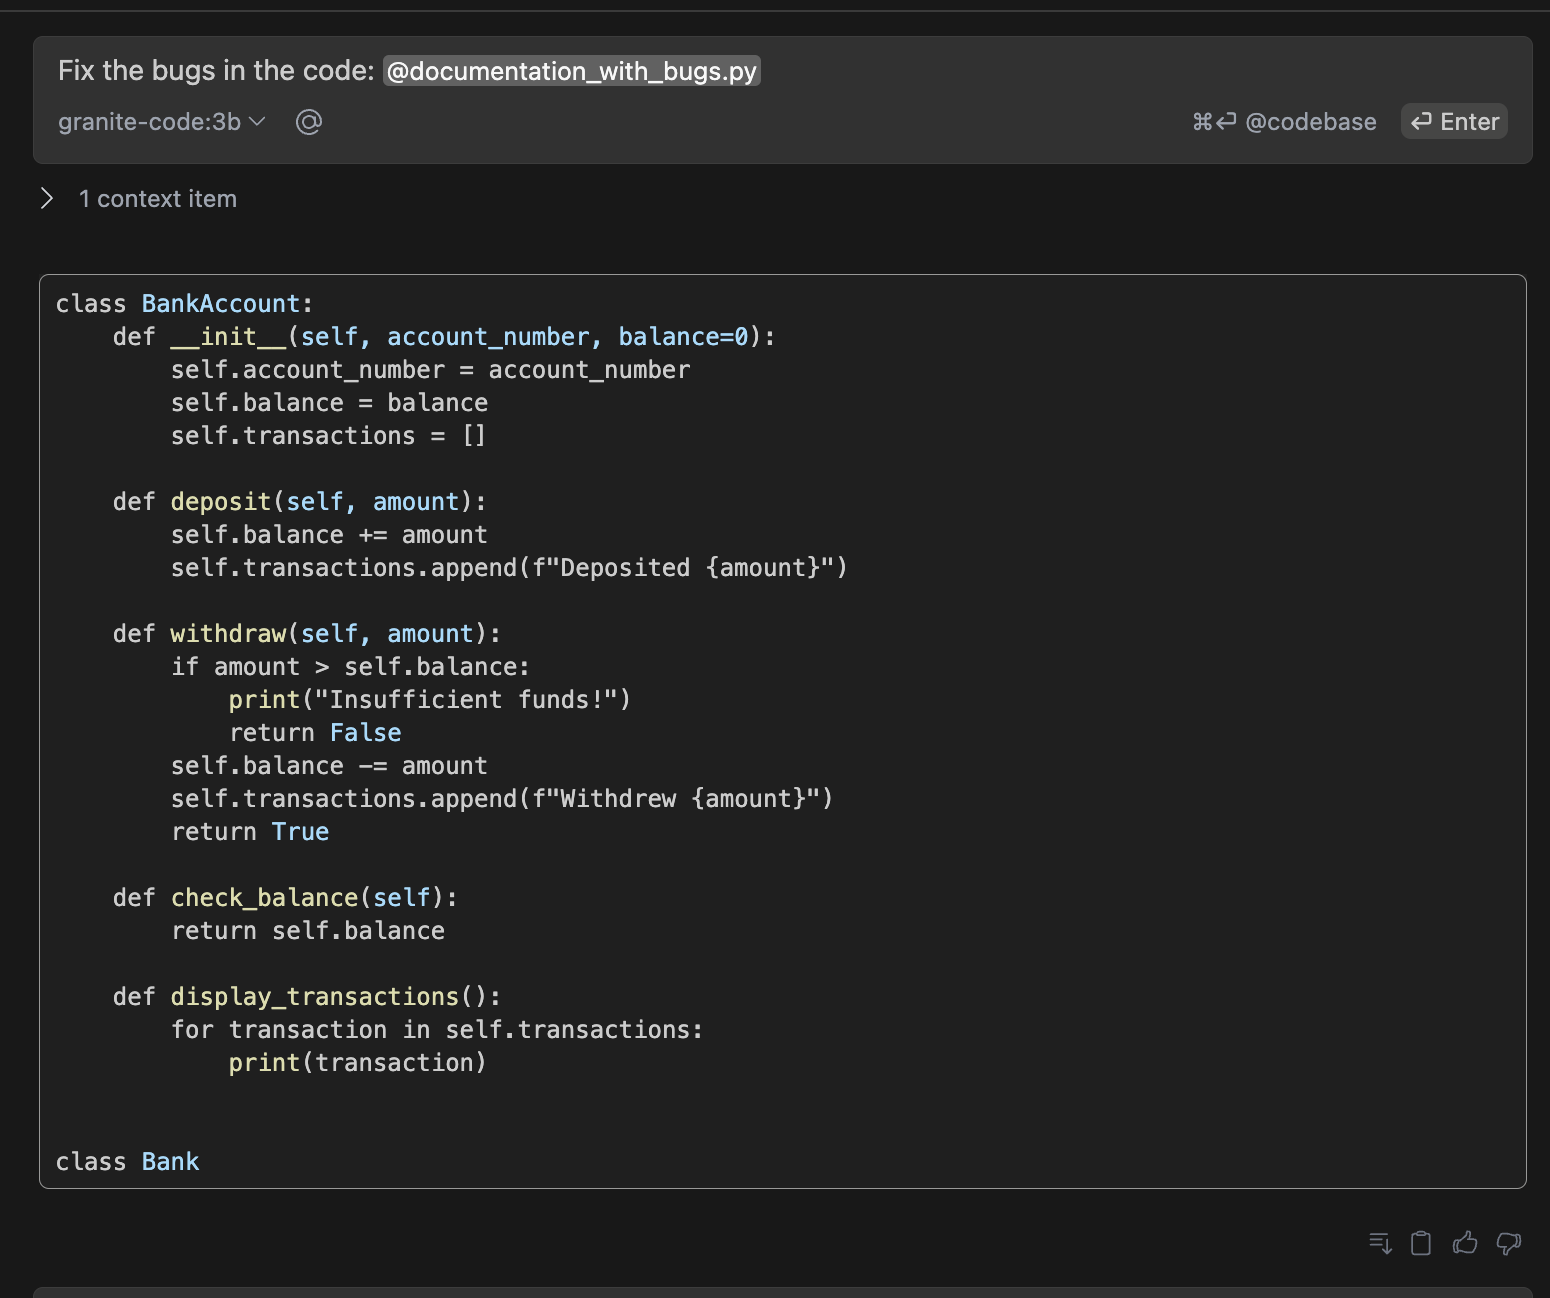 Fix the bugs in the code: @documentation_with_bugs.py
granite-code:3b @ ⌘⏎ @codebase ⏎ Enter
1 context item
class BankAccount:
    def __init__(self, account_number, balance=0):
        self.account_number = account_number
        self.balance = balance
        self.transactions = []
    def deposit(self, amount):
        self.balance += amount
        self.transactions.append(f"Deposited {amount}")
    def withdraw(self, amount):
        if amount > self.balance:
            print("Insufficient funds!")
            return False
        self.balance -= amount
        self.transactions.append(f"Withdrew {amount}")
        return True
    def check_balance(self):
        return self.balance
    def display_transactions():
        for transaction in self.transactions:
            print(transaction)
class Bank